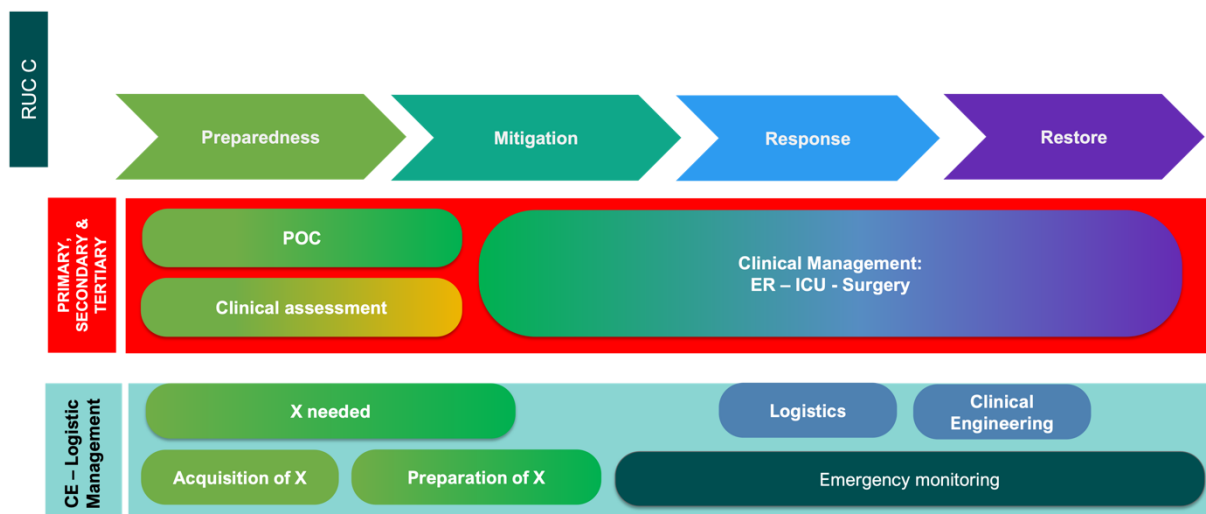 RUC C
Preparedness
Mitigation
Response
Restore
PRIMARY,
SECONDARY &
TERTIARY
POC
Clinical assessment
Clinical Management:
ER – ICU - Surgery
CE – Logistic
Management
X needed
Logistics
Clinical
Engineering
Acquisition of X
Preparation of X
Emergency monitoring